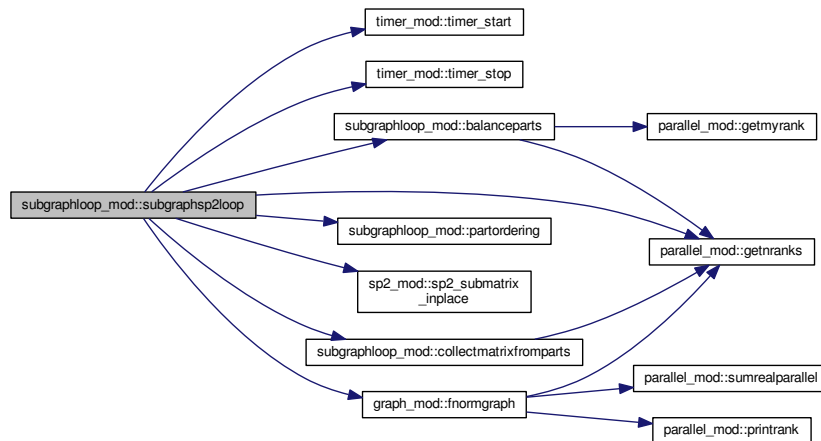 timer_mod::timer_start
timer_mod::timer_stop
subgraphloop_mod::balanceparts
parallel_mod::getmyrank
subgraphloop_mod::subgraphsp2loop
subgraphloop_mod::partordering
parallel_mod::getnranks
sp2_mod::sp2_submatrix
_inplace
subgraphloop_mod::collectmatrixfromparts
parallel_mod::sumrealparallel
graph_mod::fnormgraph
parallel_mod::printrank